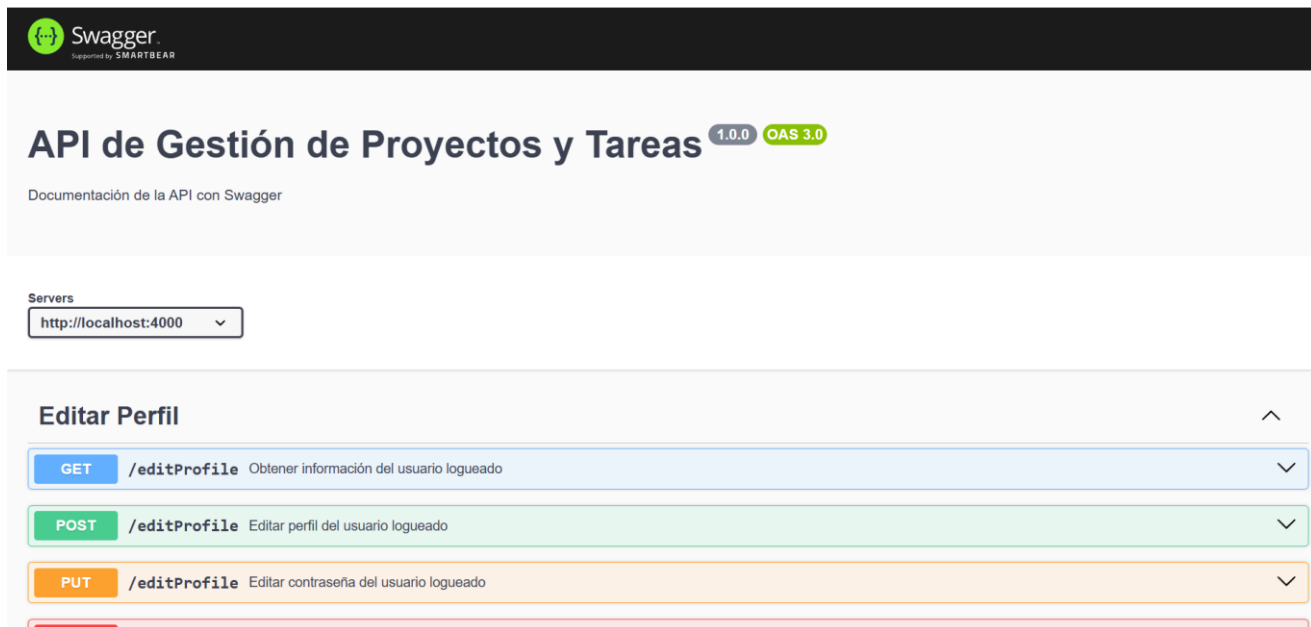 {...} Swagger.
Supported by SMARTBEAR
API de Gestión de Proyectos y Tareas 1.0.0 OAS 3.0
Documentación de la API con Swagger
Servers
http://localhost:4000
Editar Perfil
GET /editProfile Obtener información del usuario logueado
POST /editProfile Editar perfil del usuario logueado
PUT /editProfile Editar contraseña del usuario logueado